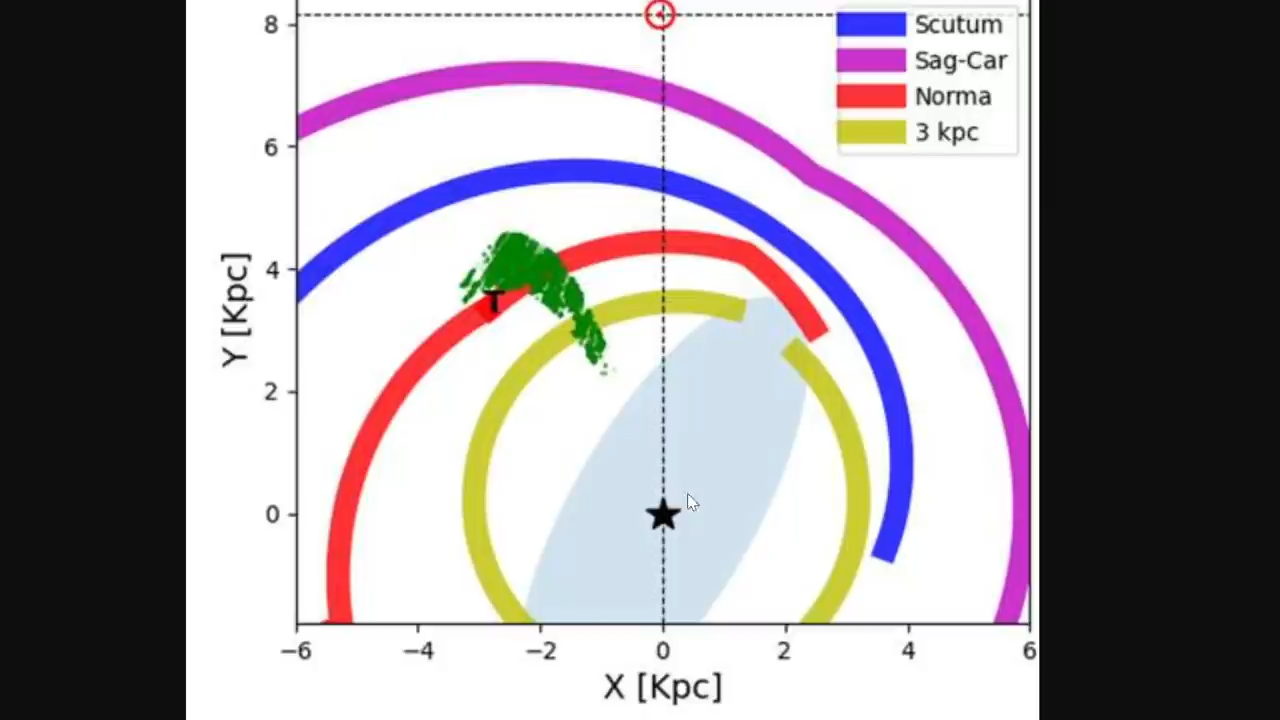 8
6
4
2
0
Y [Kpc]
−6 −4 −2 0 2 4 6
X [Kpc]
Scutum
Sag-Car
Norma
3 kpc
T